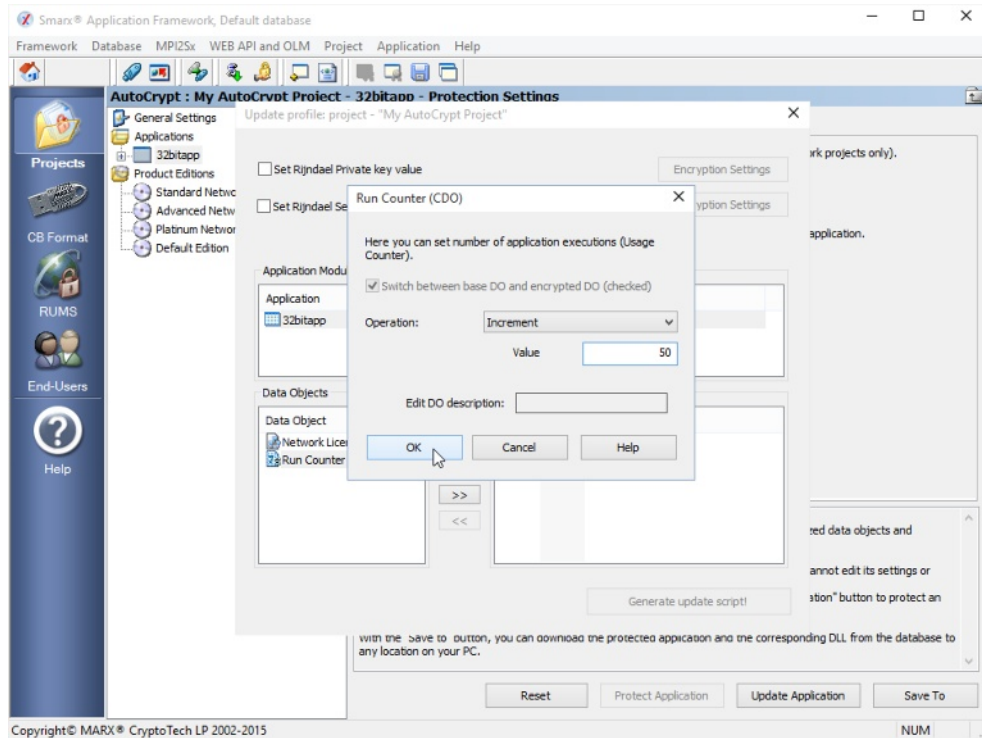 Smarx® Application Framework, Default database
Framework Database MPI2Sx WEB API and OLM Project Application Help
AutoCrypt : My AutoCrypt Project - 32bitapp - Protection Settings
Projects
CB Format
RUMS
End-Users
Help
General Settings
Applications
32bitapp
Product Editions
Standard Netwo
Advanced Netw
Platinum Networ
Default Edition
Update profile: project - "My AutoCrypt Project"
Set Rijndael Private key value
Encryption Settings
Set Rijndael Se
yption Settings
Application Modu
Application
32bitapp
Data Objects
Data Object
Network Licen
Run Counter
>>
<<
Generate update script!
Run Counter (CDO)
Here you can set number of application executions (Usage
Counter).
Switch between base DO and encrypted DO (checked)
Operation: Increment
Value 50
Edit DO description:
OK Cancel Help
rk projects only).
application.
zed data objects and
annot edit its settings or
ation" button to protect an
With the "Save to" button, you can download the protected application and the corresponding DLL from the database to
any location on your PC.
Reset Protect Application Update Application Save To
Copyright© MARX® CryptoTech LP 2002-2015
NUM